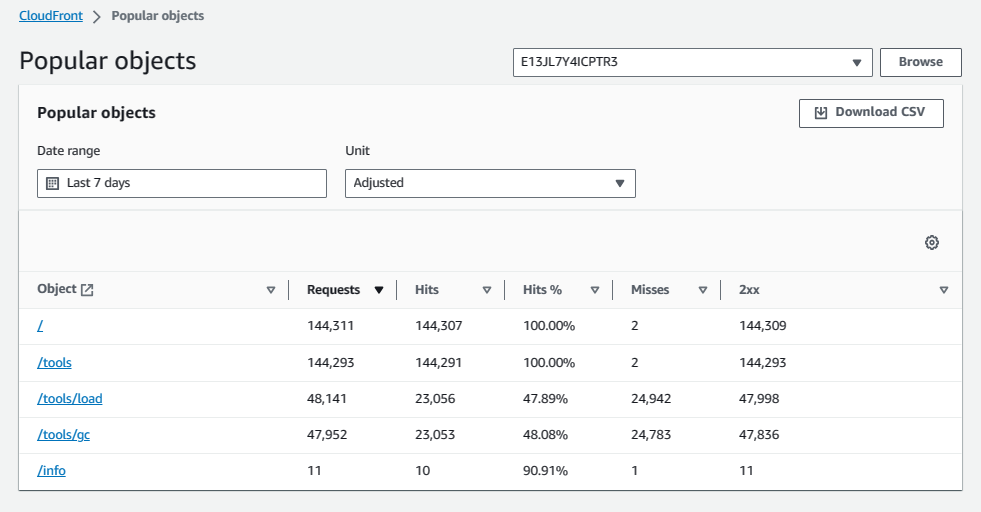 CloudFront > Popular objects
Popular objects E13JL7Y4ICPTR3 Browse
Popular objects Download CSV
Date range Unit
Last 7 days Adjusted
Object Requests Hits Hits % Misses 2xx
/ 144,311 144,307 100.00% 2 144,309
/tools 144,293 144,291 100.00% 2 144,293
/tools/load 48,141 23,056 47.89% 24,942 47,998
/tools/gc 47,952 23,053 48.08% 24,783 47,836
/info 11 10 90.91% 1 11